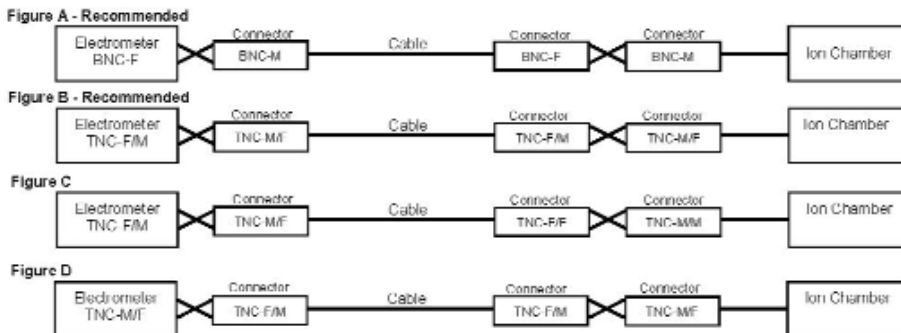 Figure A - Recommended
Electrometer
BNC-F
Connector
BNC-M
Cable
Connector
BNC-F
Connector
BNC-M
Ion Chamber
Figure B - Recommended
Electrometer
TNC-F/M
Connector
TNC-M/F
Cable
Connector
TNC-F/M
Connector
TNC-M/F
Ion Chamber
Figure C
Electrometer
TNC-F/M
Connector
TNC-M/F
Cable
Connector
TNC-F/F
Connector
TNC-M/M
Ion Chamber
Figure D
Electrometer
TNC-M/F
Connector
TNC-F/M
Cable
Connector
TNC-F/M
Connector
TNC-M/F
Ion Chamber